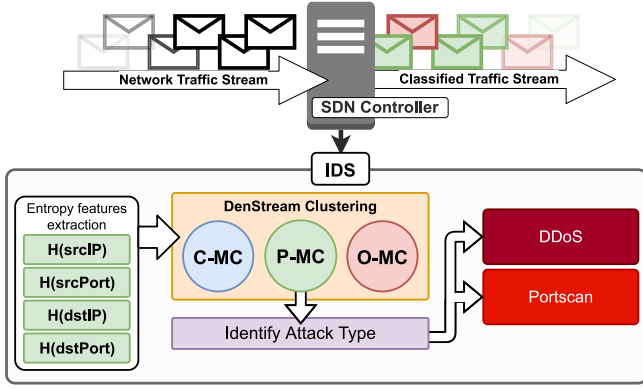 Network Traffic Stream
Classified Traffic Stream
SDN Controller
IDS
Entropy features
extraction
H(srcIP)
H(srcPort)
H(dstIP)
H(dstPort)
DenStream Clustering
C-MC
P-MC
O-MC
Identify Attack Type
DDoS
Portscan